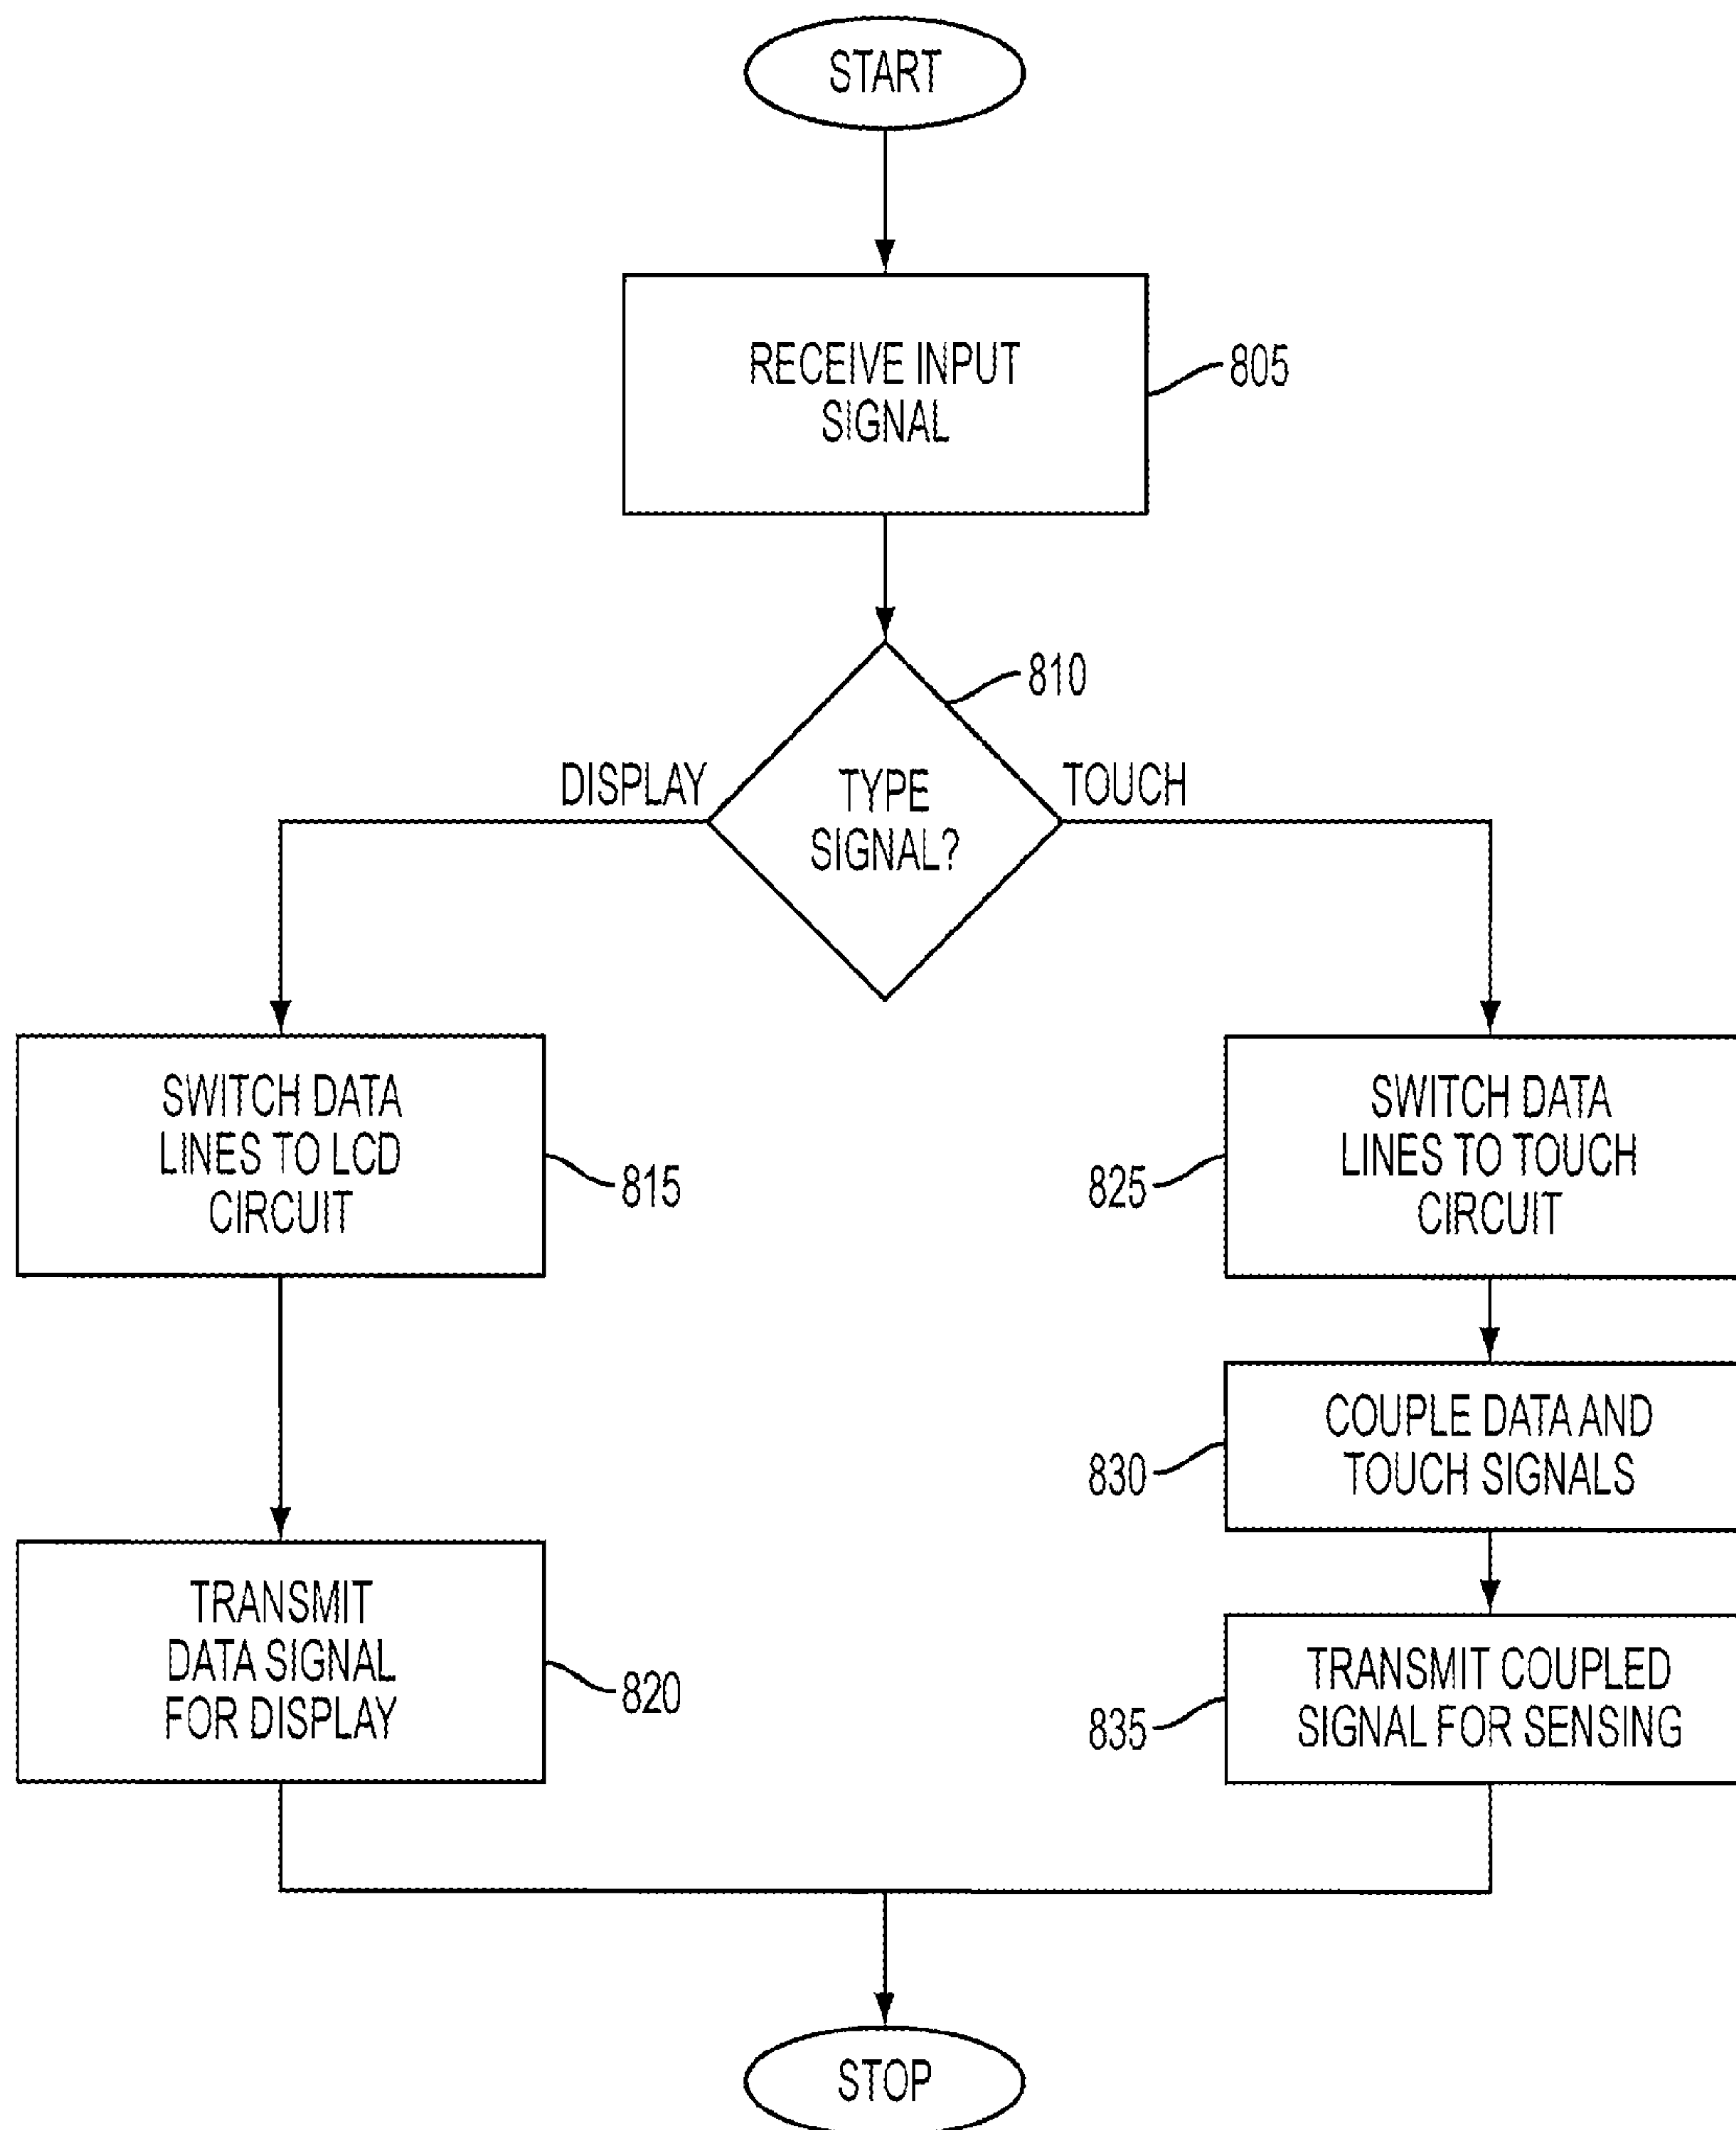 START
RECEIVE INPUT
SIGNAL
805
810
DISPLAY
TYPE
SIGNAL?
TOUCH
SWITCH DATA
LINES TO LCD
CIRCUIT
815
SWITCH DATA
LINES TO TOUCH
CIRCUIT
825
COUPLE DATA AND
TOUCH SIGNALS
830
TRANSMIT
DATA SIGNAL
FOR DISPLAY
820
TRANSMIT COUPLED
SIGNAL FOR SENSING
835
STOP